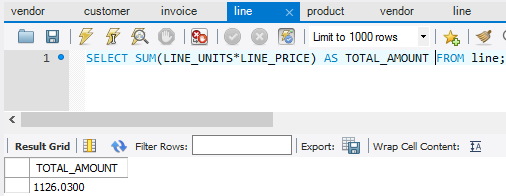 vendor customer invoice line product vendor line
Limit to 1000 rows
1 SELECT SUM(LINE_UNITS*LINE_PRICE) AS TOTAL_AMOUNT FROM line;
Result Grid Filter Rows: Export: Wrap Cell Content:
TOTAL_AMOUNT
1126.0300